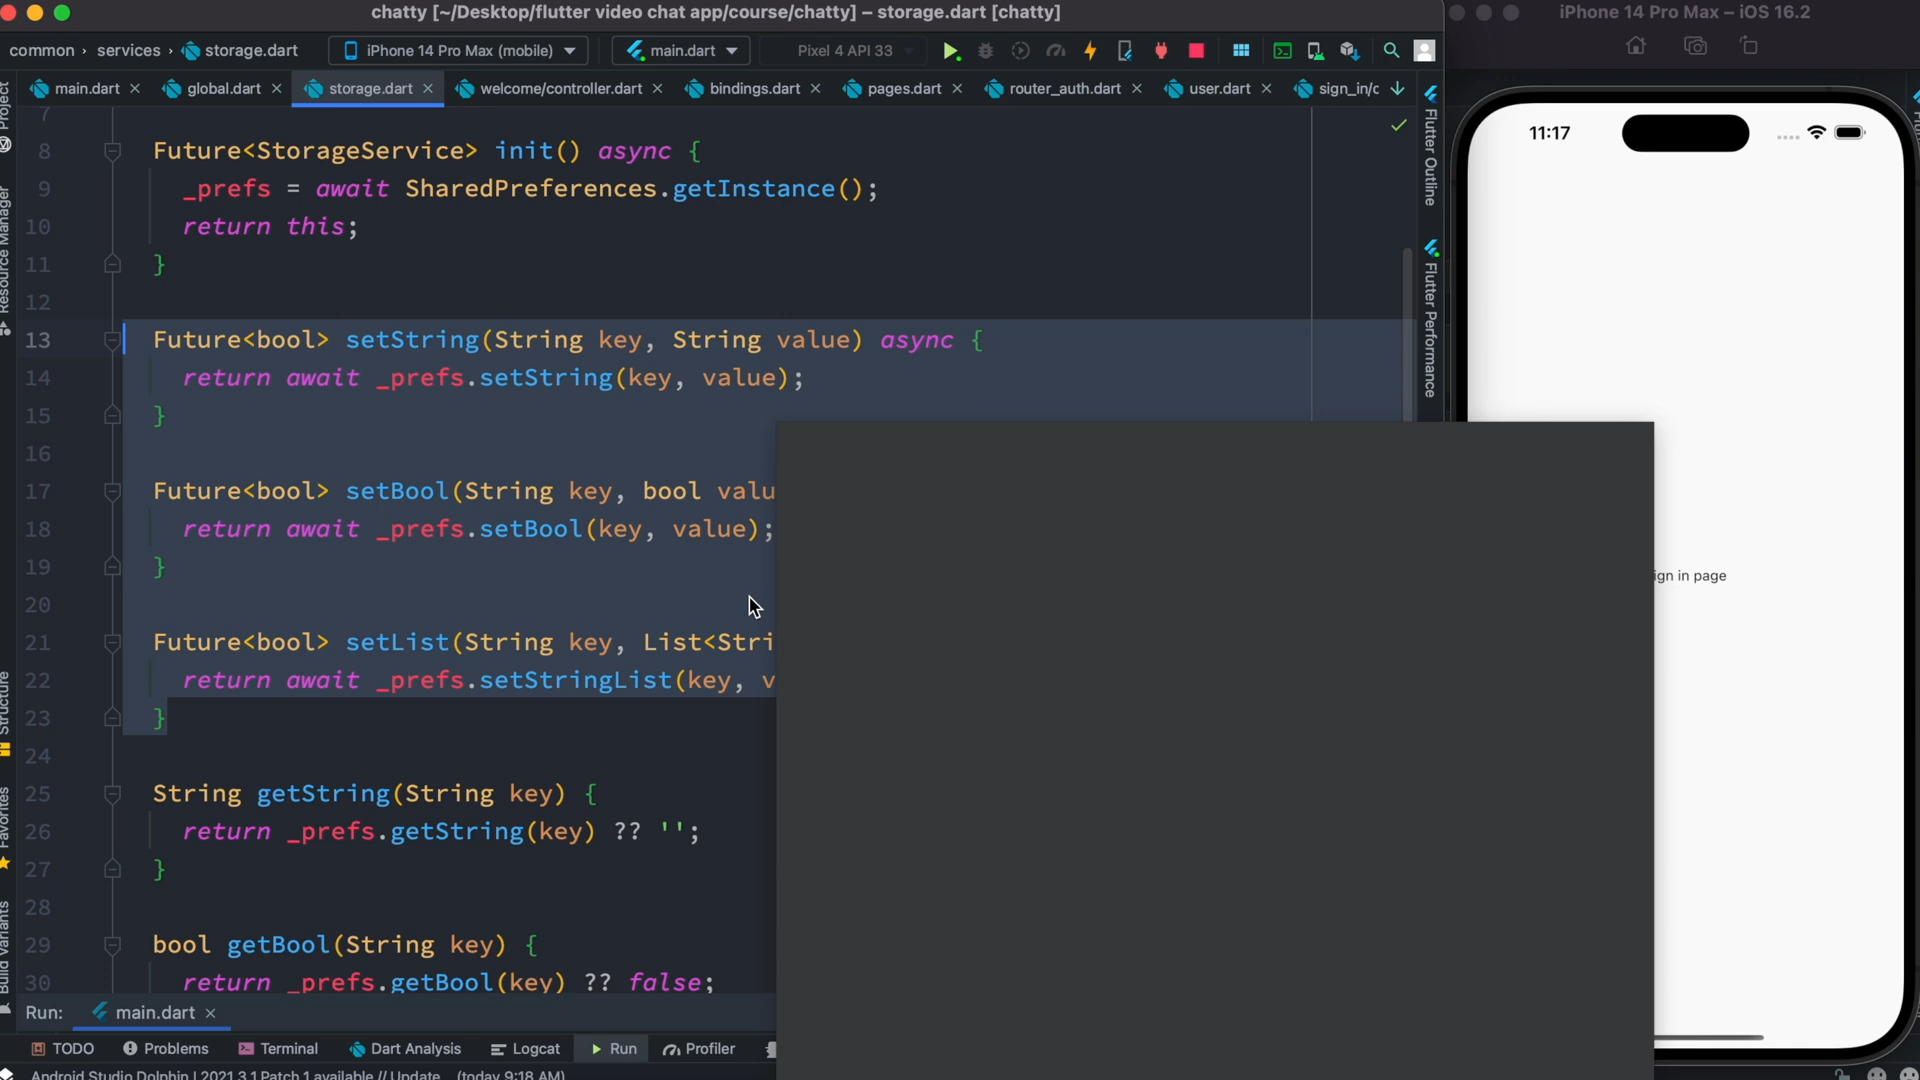 chatty [~/Desktop/flutter video chat app/course/chatty] – storage.dart [chatty]
iPhone 14 Pro Max – iOS 16.2
common › services › storage.dart
iPhone 14 Pro Max (mobile)
main.dart
Pixel 4 API 33
main.dart
global.dart
storage.dart
welcome/controller.dart
bindings.dart
pages.dart
router_auth.dart
user.dart
sign_in/c
Project
Resource Manager
Structure
Favorites
Build Variants
Flutter Outline
Flutter Performance
11:17
7
8 Future<StorageService> init() async {
9 _prefs = await SharedPreferences.getInstance();
10 return this;
11 }
12
13 Future<bool> setString(String key, String value) async {
14 return await _prefs.setString(key, value);
15 }
16
17 Future<bool> setBool(String key, bool valu
18 return await _prefs.setBool(key, value);
19 }
20
21 Future<bool> setList(String key, List<Stri
22 return await _prefs.setStringList(key, v
23 }
24
25 String getString(String key) {
26 return _prefs.getString(key) ?? '';
27 }
28
29 bool getBool(String key) {
30 return _prefs.getBool(key) ?? false;
ign in page
Run: main.dart
TODO
Problems
Terminal
Dart Analysis
Logcat
Run
Profiler
Android Studio Dolphin | 2021.3.1 Patch 1 available // Update... (today 9:18 AM)